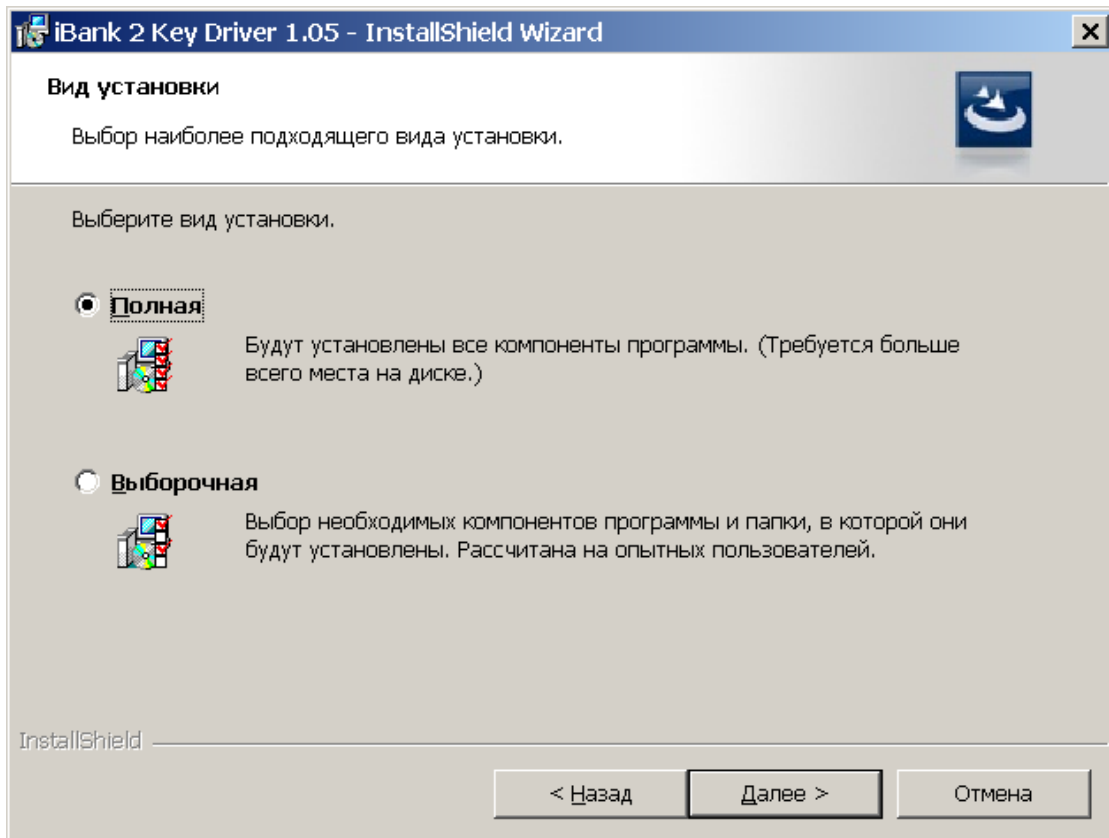 iBank 2 Key Driver 1.05 - InstallShield Wizard
Вид установки
Выбор наиболее подходящего вида установки.
Выберите вид установки.
Полная
Будут установлены все компоненты программы. (Требуется больше
всего места на диске.)
Выборочная
Выбор необходимых компонентов программы и папки, в которой они
будут установлены. Рассчитана на опытных пользователей.
InstallShield
< Назад
Далее >
Отмена